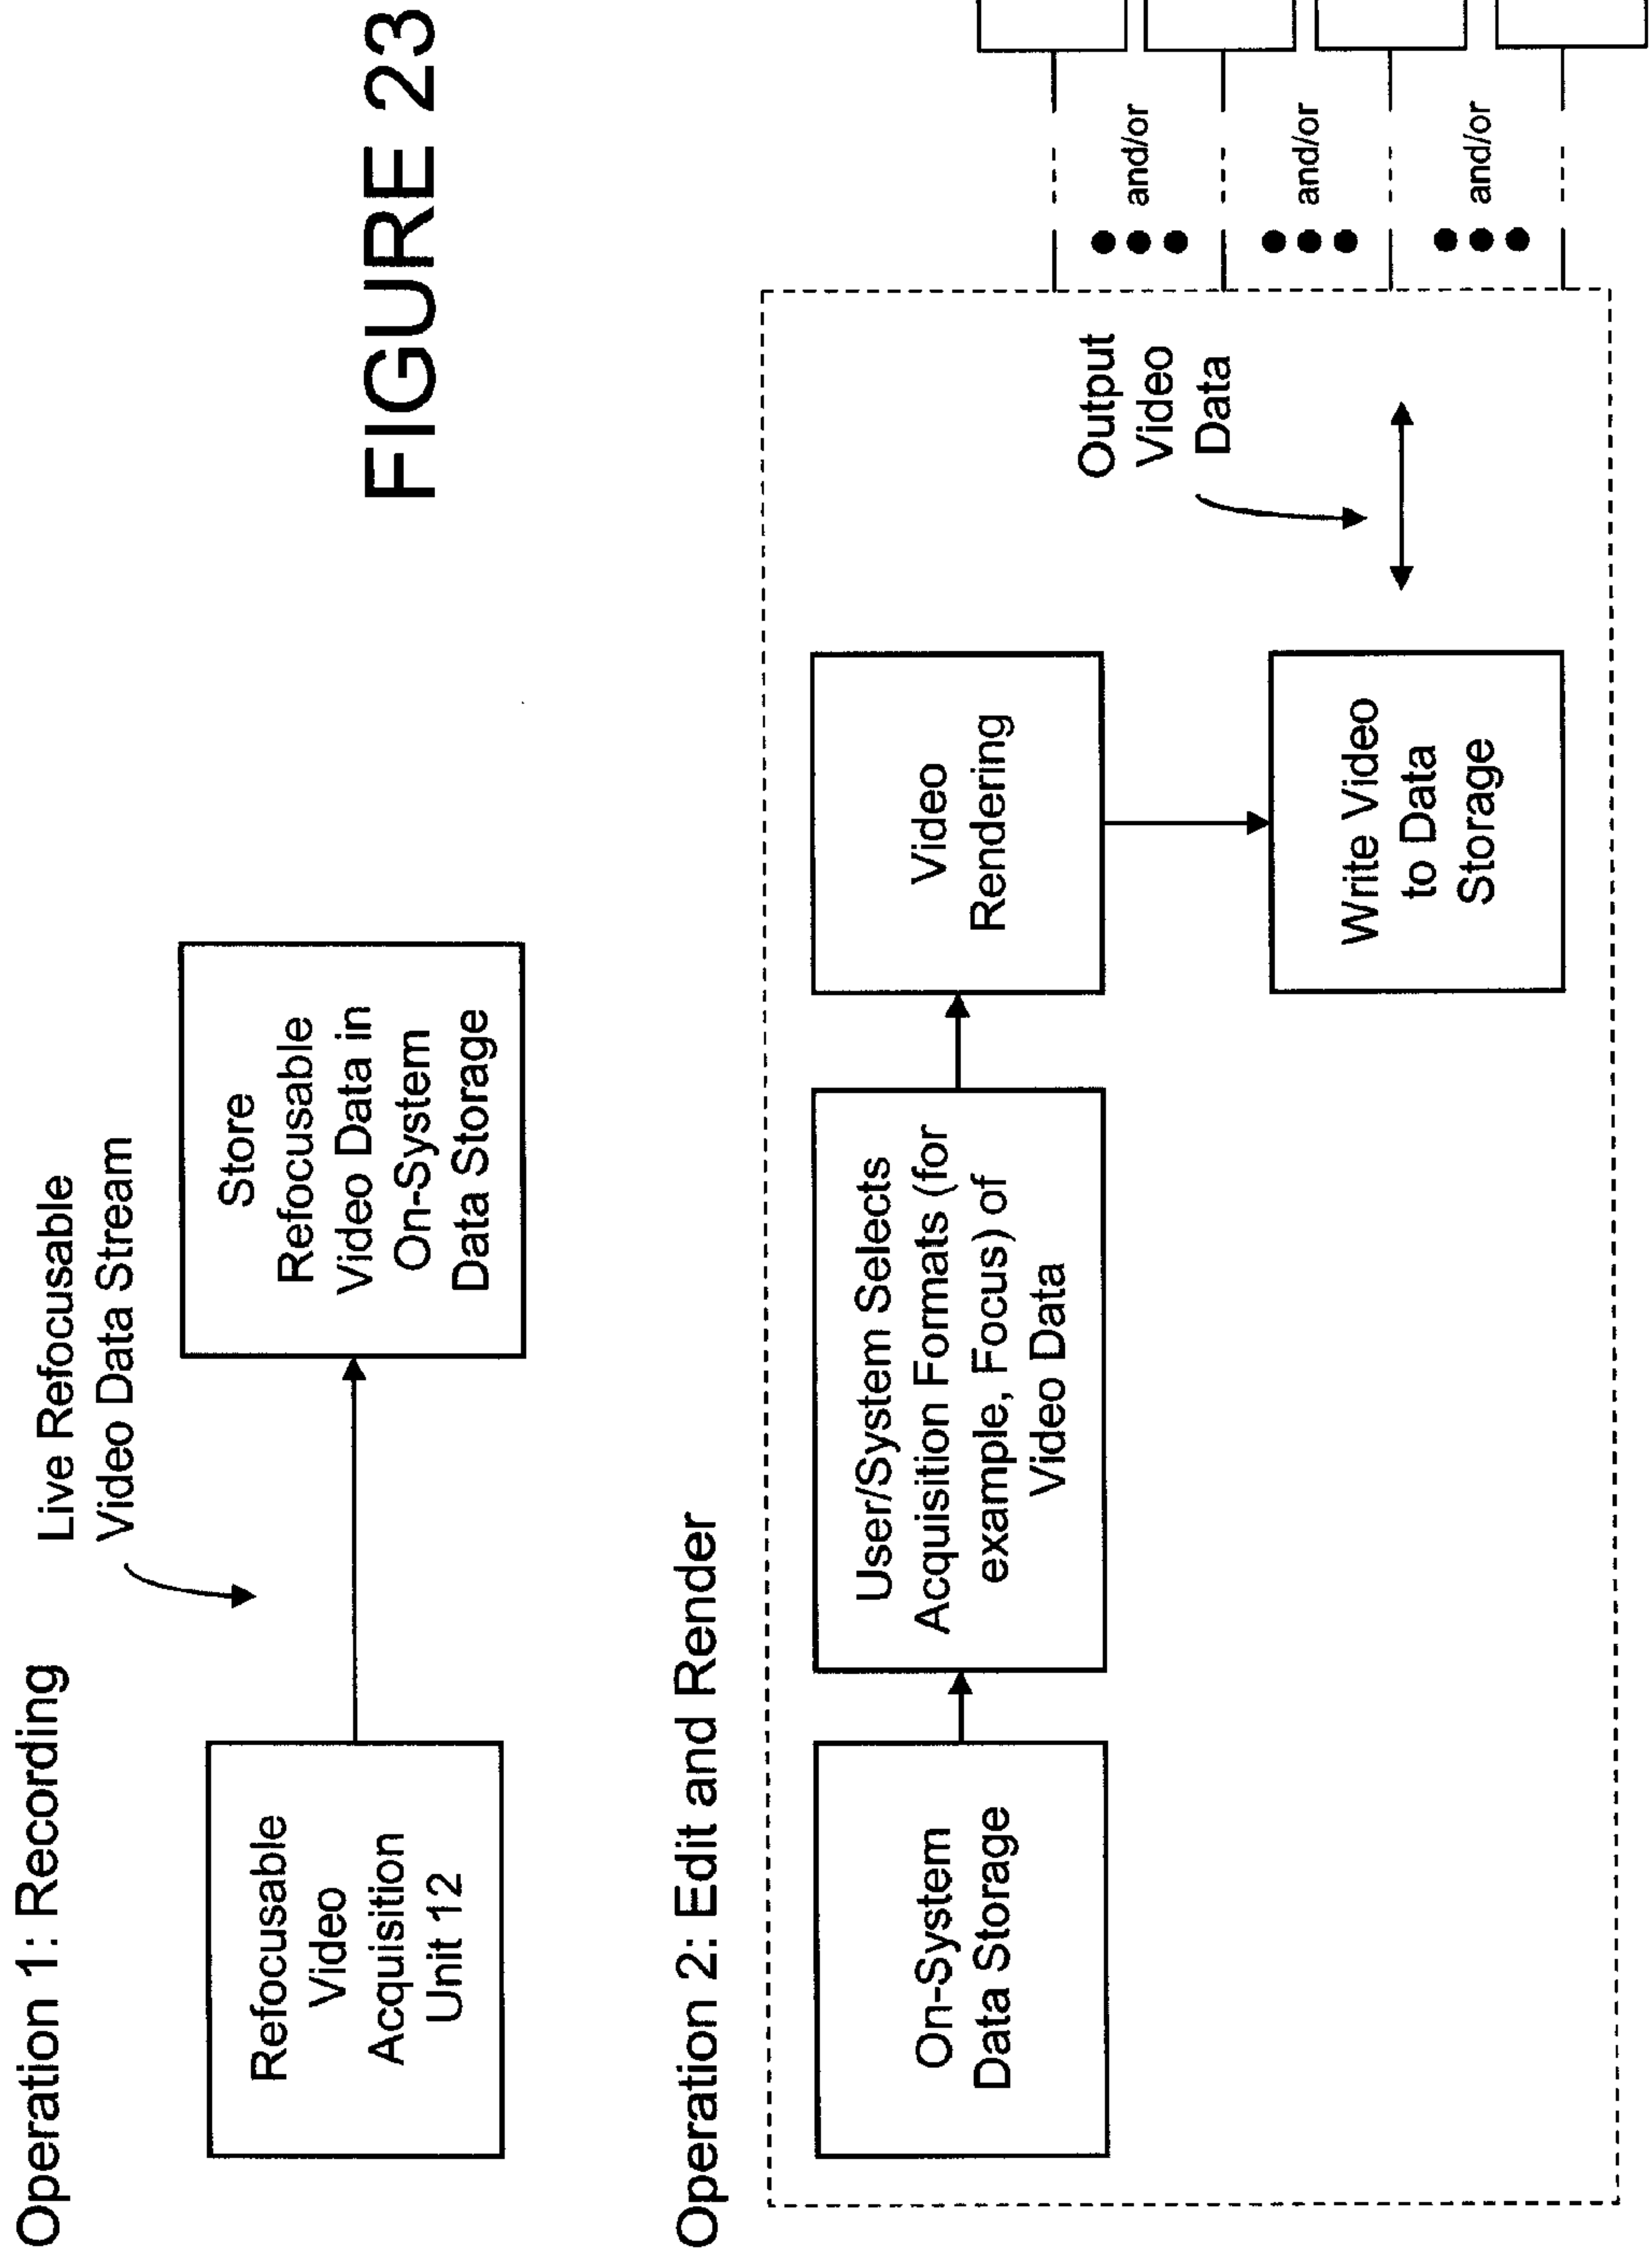 FIGURE 23
Operation 1: Recording
Live Refocusable
Video Data Stream
Refocusable
Video
Acquisition
Unit 12
Store
Refocusable
Video Data in
On-System
Data Storage
Operation 2: Edit and Render
On-System
Data Storage
User/System Selects
Acquisition Formats (for
example, Focus) of
Video Data
Video
Rendering
Write Video
to Data
Storage
Output
Video
Data
and/or
and/or
and/or